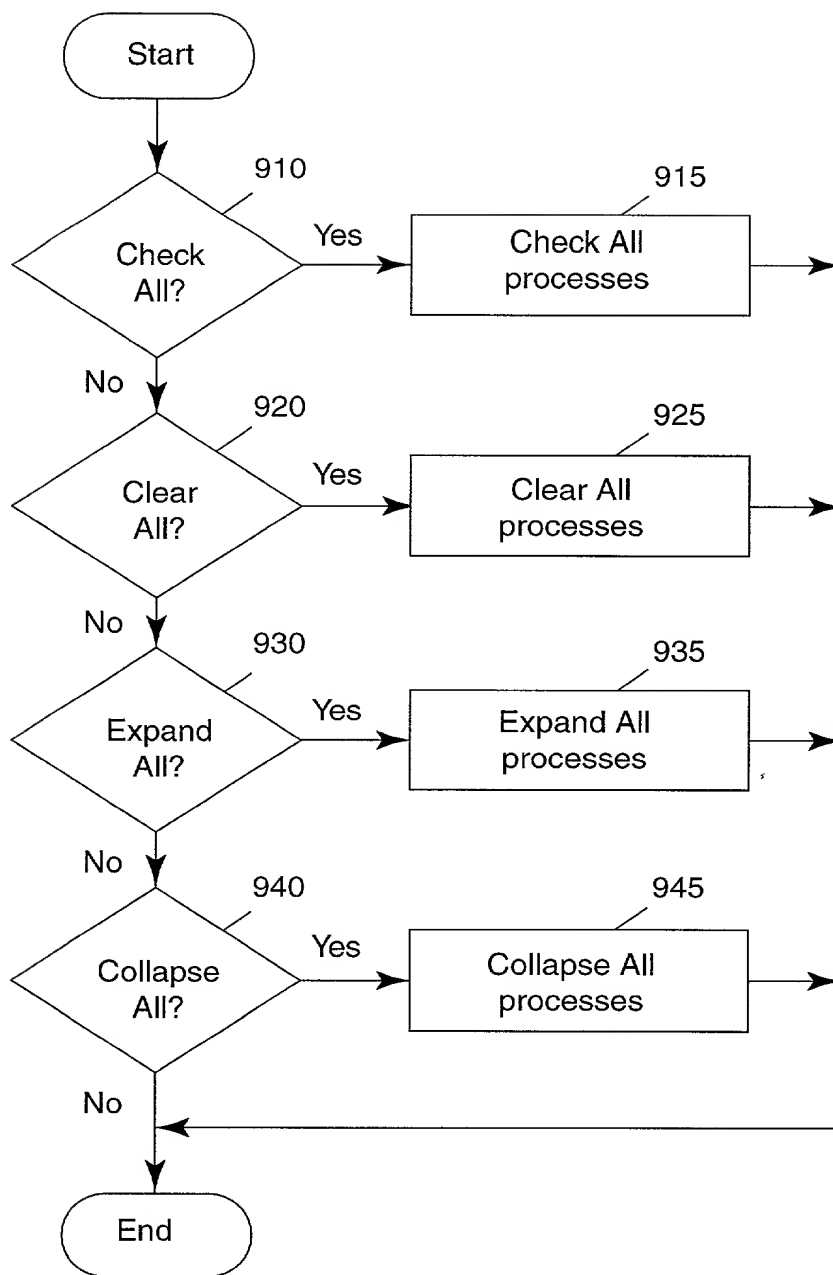 Start
910
Check
All?
Yes
915
Check All
processes
No
920
Clear
All?
Yes
925
Clear All
processes
No
930
Expand
All?
Yes
935
Expand All
processes
No
940
Collapse
All?
Yes
945
Collapse All
processes
No
End